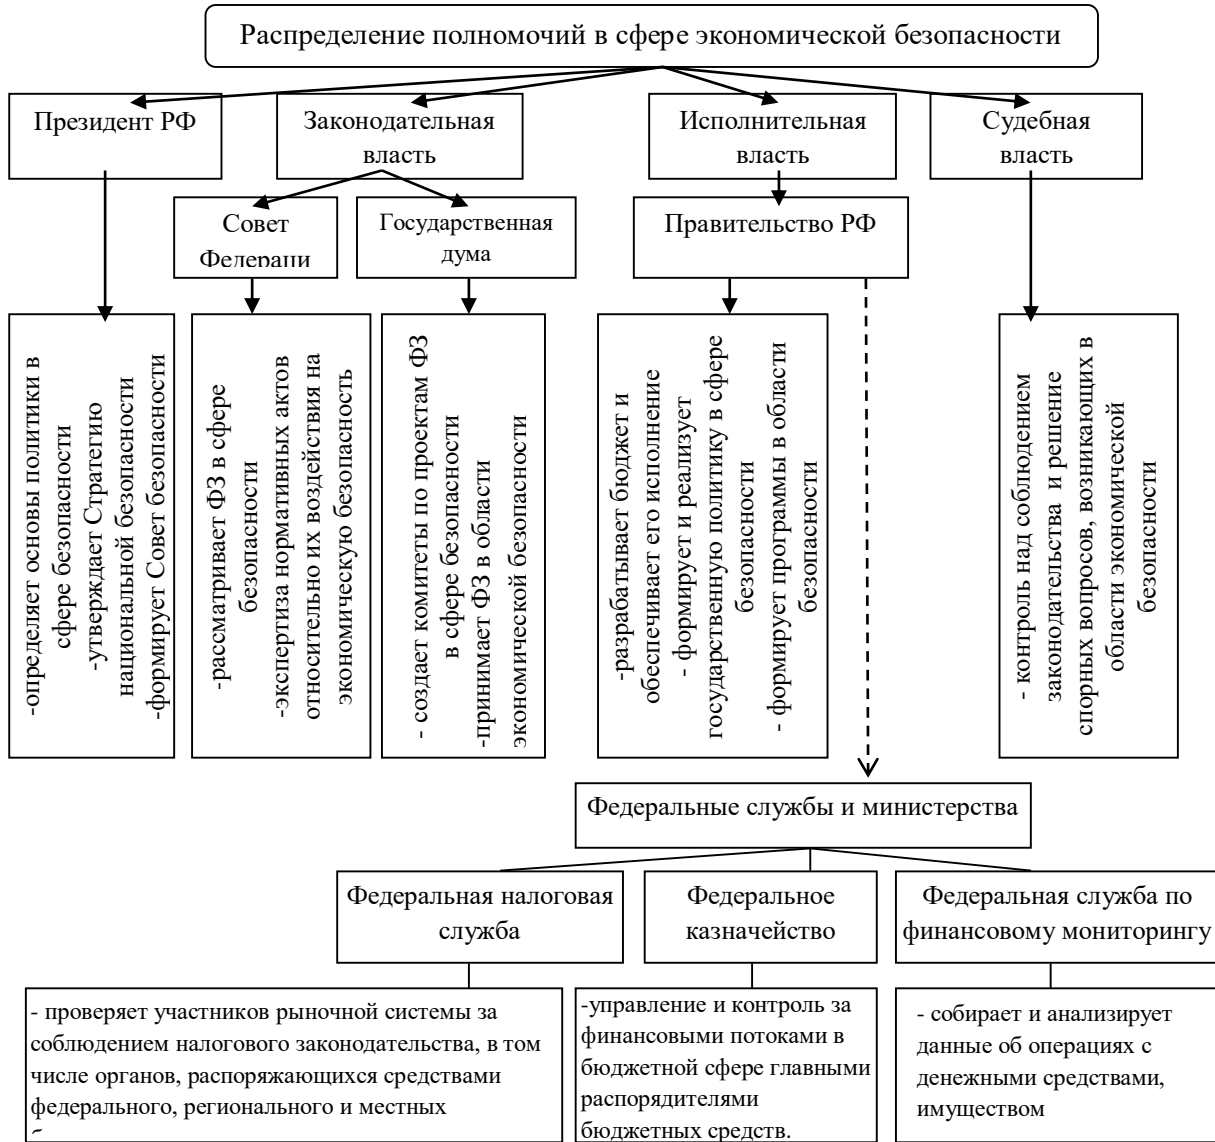 Распределение полномочий в сфере экономической безопасности
Президент РФ
Законодательная
власть
Исполнительная
власть
Судебная
власть
Совет
Федераци
Государственная
дума
Правительство РФ
-определяет основы политики в
сфере безопасности
-утверждает Стратегию
национальной безопасности
-формирует Совет безопасности
-рассматривает ФЗ в сфере
безопасности
-экспертиза нормативных актов
относительно их воздействия на
экономическую безопасность
- создает комитеты по проектам ФЗ
в сфере безопасности
-принимает ФЗ в области
экономической безопасности
-разрабатывает бюджет и
обеспечивает его исполнение
- формирует и реализует
государственную политику в сфере
безопасности
- формирует программы в области
безопасности
- контроль над соблюдением
законодательства и решение
спорных вопросов, возникающих в
области экономической
безопасности
Федеральные службы и министерства
Федеральная налоговая
служба
Федеральное
казначейство
Федеральная служба по
финансовому мониторингу
- проверяет участников рыночной системы за
соблюдением налогового законодательства, в том
числе органов, распоряжающихся средствами
федерального, регионального и местных
-управление и контроль за
финансовыми потоками в
бюджетной сфере главными
распорядителями
бюджетных средств.
- собирает и анализирует
данные об операциях с
денежными средствами,
имуществом